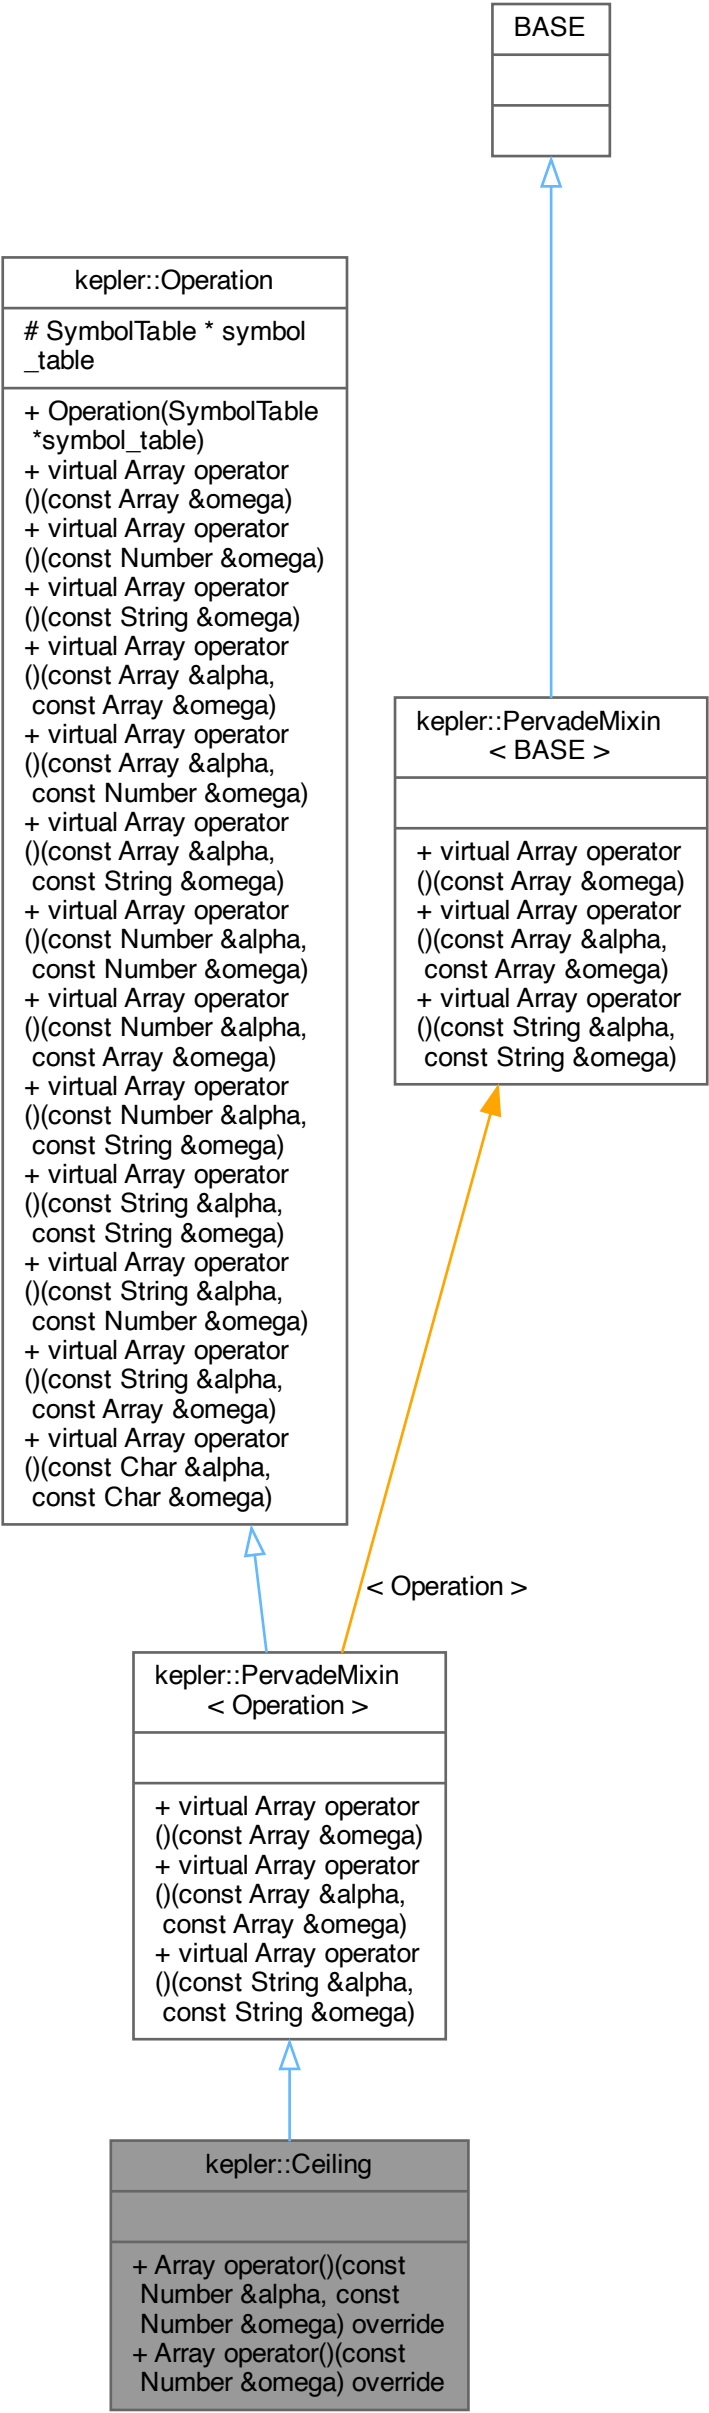 BASE
kepler::Operation
# SymbolTable * symbol
_table
+ Operation(SymbolTable
*symbol_table)
+ virtual Array operator
()(const Array &omega)
+ virtual Array operator
()(const Number &omega)
+ virtual Array operator
()(const String &omega)
+ virtual Array operator
()(const Array &alpha,
const Array &omega)
+ virtual Array operator
()(const Array &alpha,
const Number &omega)
+ virtual Array operator
()(const Array &alpha,
const String &omega)
+ virtual Array operator
()(const Number &alpha,
const Number &omega)
+ virtual Array operator
()(const Number &alpha,
const Array &omega)
+ virtual Array operator
()(const Number &alpha,
const String &omega)
+ virtual Array operator
()(const String &alpha,
const String &omega)
+ virtual Array operator
()(const String &alpha,
const Number &omega)
+ virtual Array operator
()(const String &alpha,
const Array &omega)
+ virtual Array operator
()(const Char &alpha,
const Char &omega)
kepler::PervadeMixin
< BASE >
+ virtual Array operator
()(const Array &omega)
+ virtual Array operator
()(const Array &alpha,
const Array &omega)
+ virtual Array operator
()(const String &alpha,
const String &omega)
< Operation >
kepler::PervadeMixin
< Operation >
+ virtual Array operator
()(const Array &omega)
+ virtual Array operator
()(const Array &alpha,
const Array &omega)
+ virtual Array operator
()(const String &alpha,
const String &omega)
kepler::Ceiling
+ Array operator()(const
Number &alpha, const
Number &omega) override
+ Array operator()(const
Number &omega) override